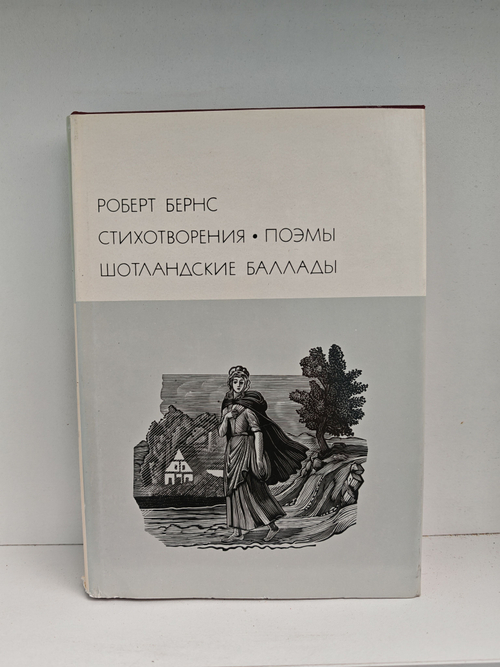 РОБЕРТ БЕРНС
СТИХОТВОРЕНИЯ • ПОЭМЫ
ШОТЛАНДСКИЕ БАЛЛАДЫ